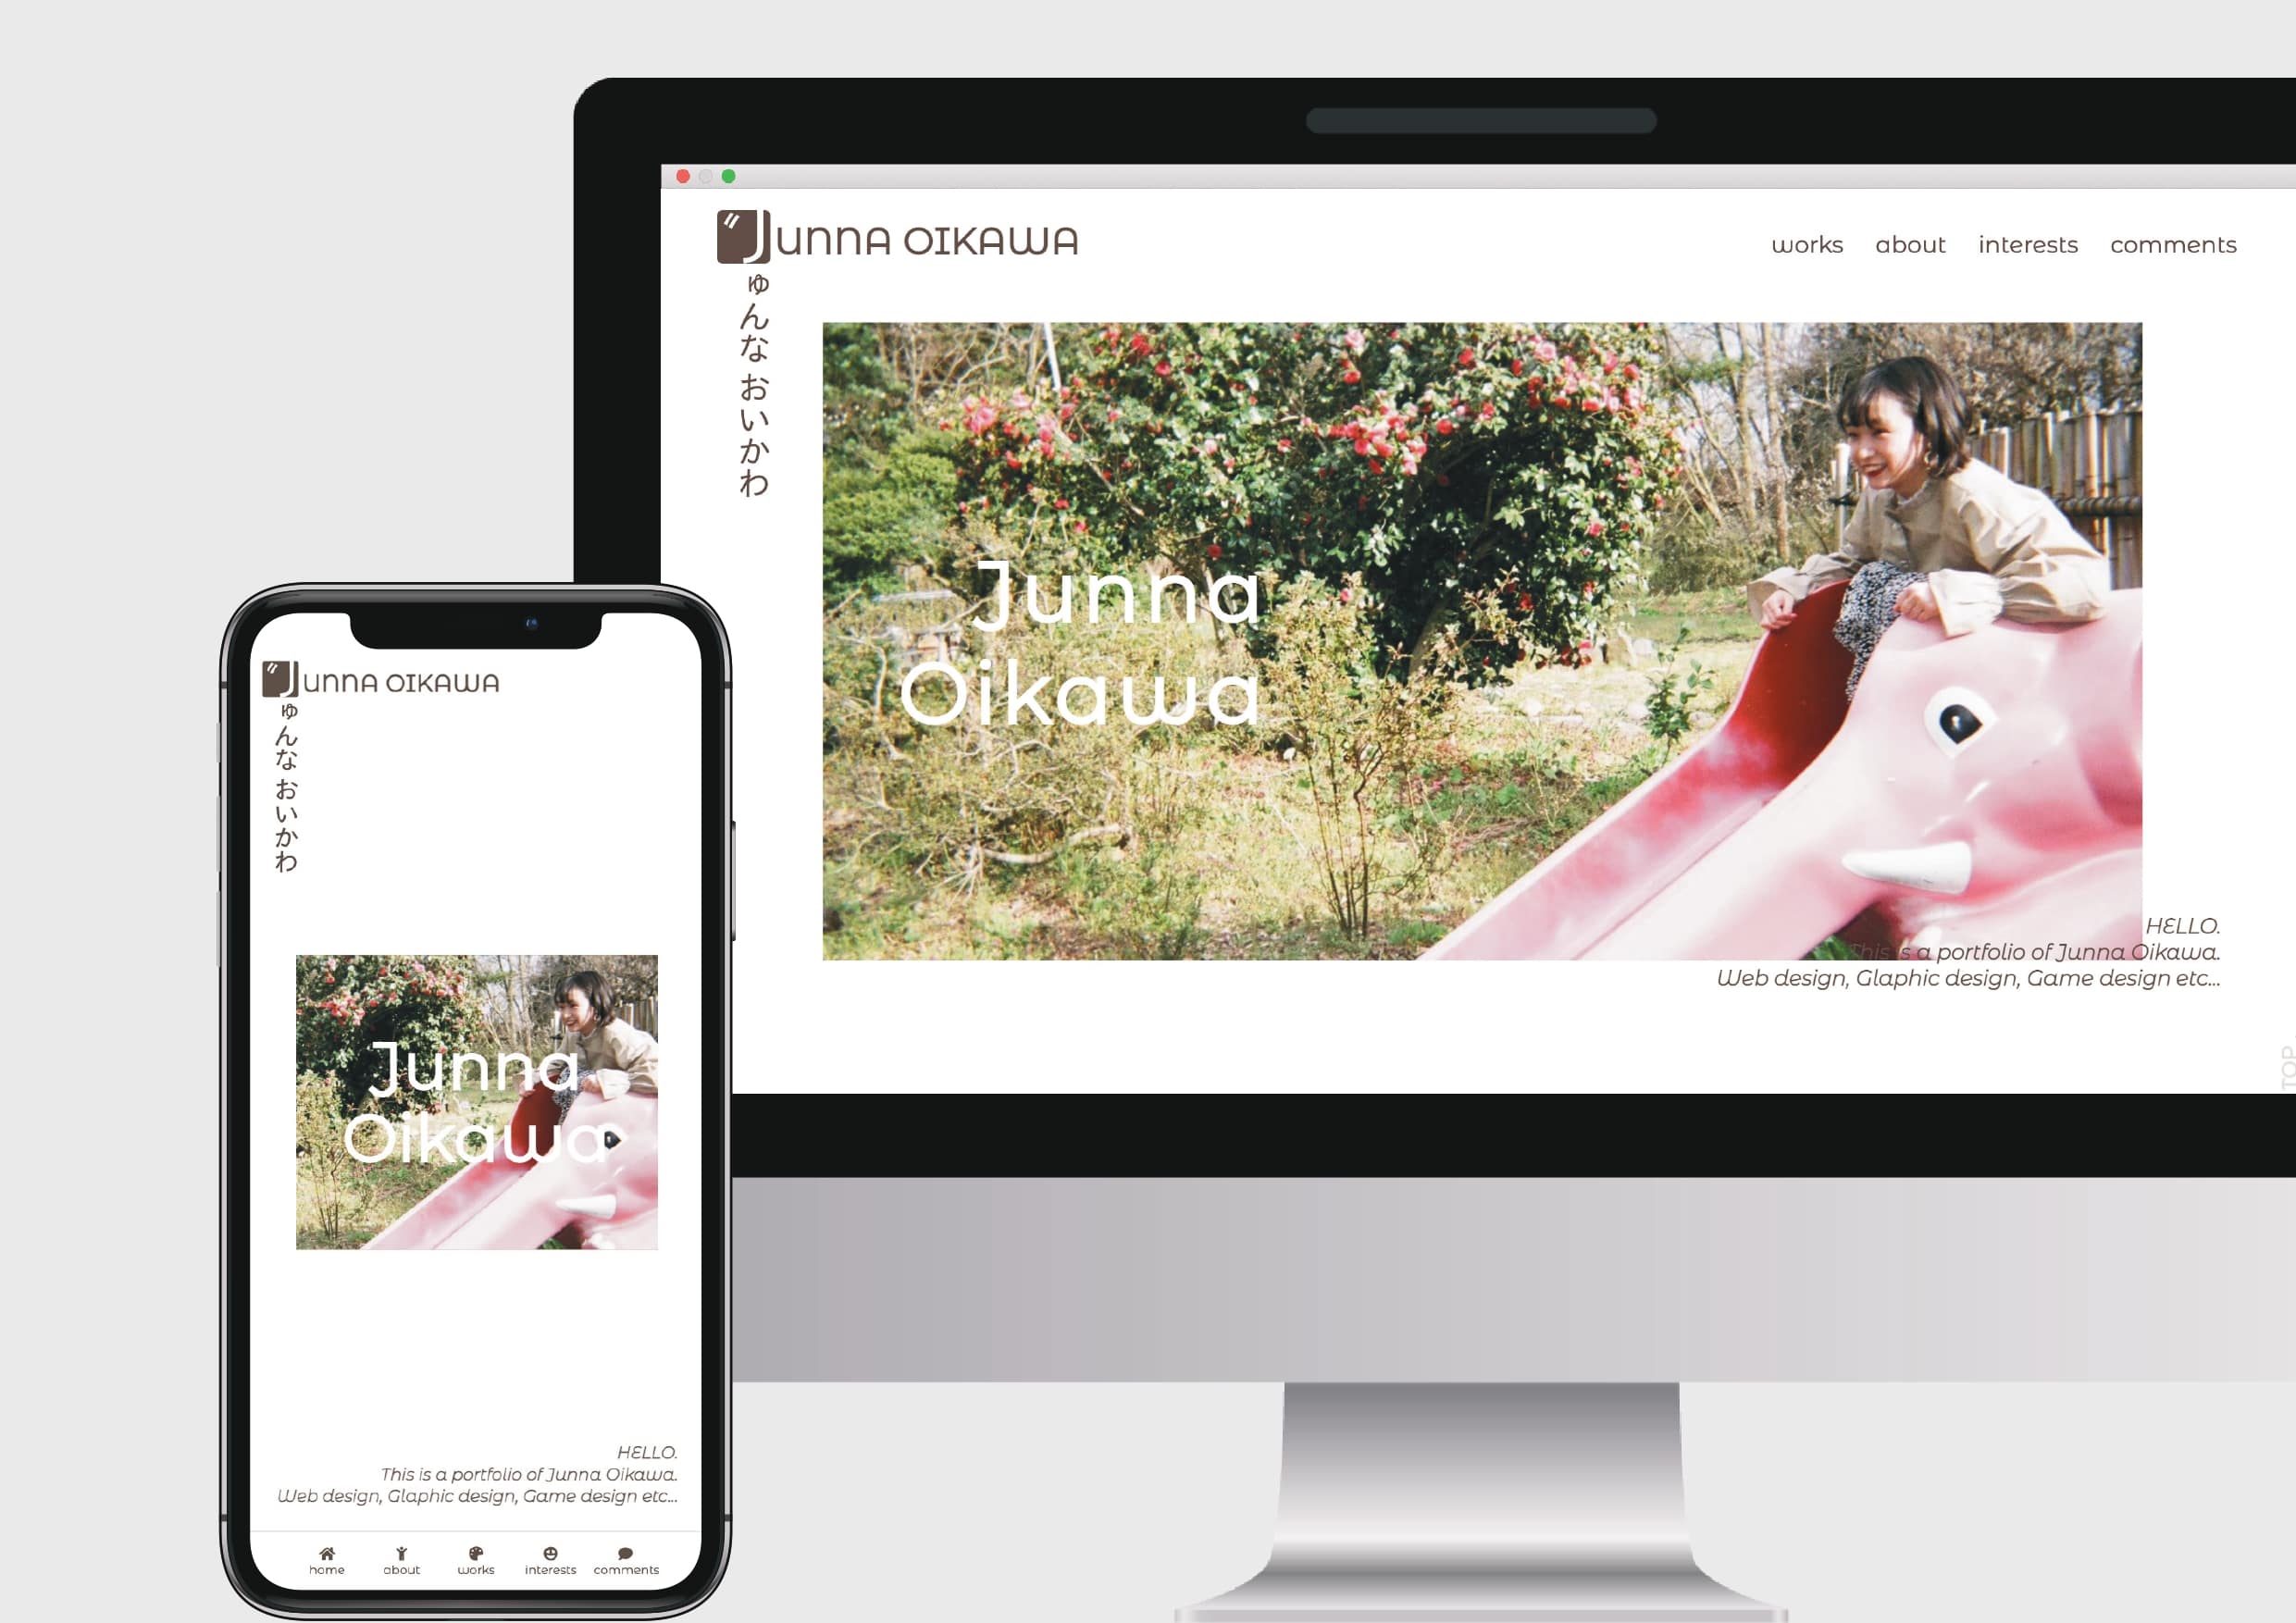 Junna OIKAWA
works about interests comments
ゅんな おいかわ
Junna
Oikawa
HELLO.
This is a portfolio of Junna Oikawa.
Web design, Glaphic design, Game design etc...
TOP
Junna OIKAWA
ゅんな おいかわ
Junna
Oikawa
HELLO.
This is a portfolio of Junna Oikawa.
Web design, Glaphic design, Game design etc...
home about works interests comments